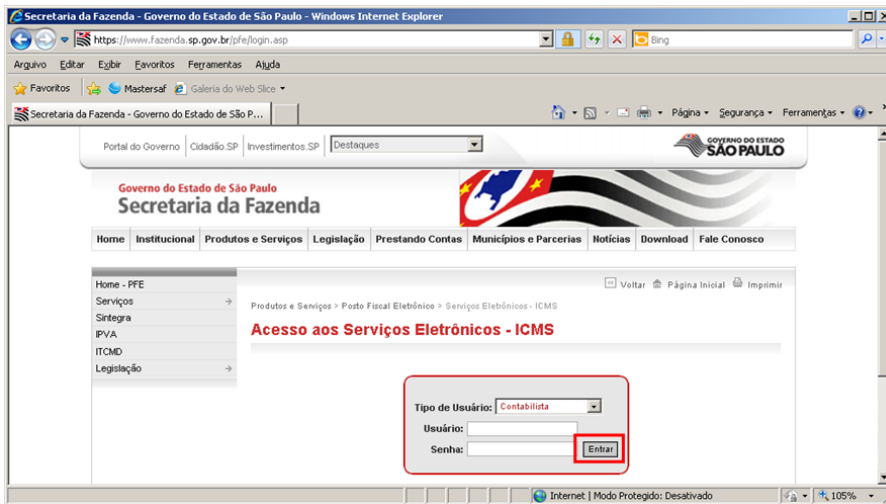 Secretaria da Fazenda - Governo do Estado de São Paulo - Windows Internet Explorer
https://www.fazenda.sp.gov.br/pfe/login.asp
Bing
Arquivo Editar Exibir Favoritos Ferramentas Ajuda
Favoritos Mastersaf Galeria do Web Slice
Secretaria da Fazenda - Governo do Estado de São P...
Página Segurança Ferramentas
Portal do Governo Cidadão.SP Investimentos.SP Destaques
GOVERNO DO ESTADO
SÃO PAULO
Governo do Estado de São Paulo
Secretaria da Fazenda
Home Institucional Produtos e Serviços Legislação Prestando Contas Municípios e Parcerias Notícias Download Fale Conosco
Home - PFE
Serviços
Sintegra
IPVA
ITCMD
Legislação
Voltar Página Inicial Imprimir
Produtos e Serviços > Posto Fiscal Eletrônico > Serviços Eletrônicos - ICMS
Acesso aos Serviços Eletrônicos - ICMS
Tipo de Usuário: Contabilista
Usuário:
Senha: Entrar
Internet | Modo Protegido: Desativado
105%